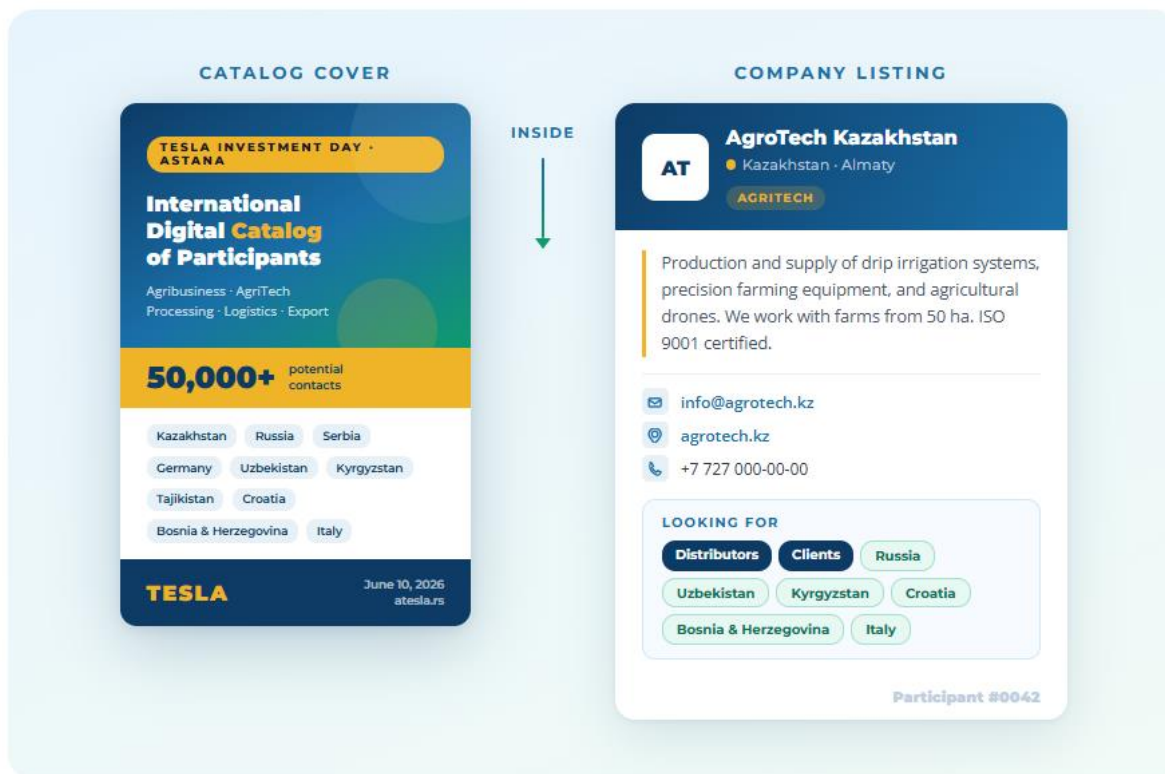 CATALOG COVER
TESLA INVESTMENT DAY ·
ASTANA
International
Digital Catalog
of Participants
Agribusiness · AgriTech
Processing · Logistics · Export
50,000+
potential
contacts
Kazakhstan Russia Serbia
Germany Uzbekistan Kyrgyzstan
Tajikistan Croatia
Bosnia & Herzegovina Italy
TESLA
June 10, 2026
atesla.rs
INSIDE
COMPANY LISTING
AT
AgroTech Kazakhstan
Kazakhstan · Almaty
AGRITECH
Production and supply of drip irrigation systems,
precision farming equipment, and agricultural
drones. We work with farms from 50 ha. ISO
9001 certified.
info@agrotech.kz
agrotech.kz
+7 727 000-00-00
LOOKING FOR
Distributors Clients Russia
Uzbekistan Kyrgyzstan Croatia
Bosnia & Herzegovina Italy
Participant #0042